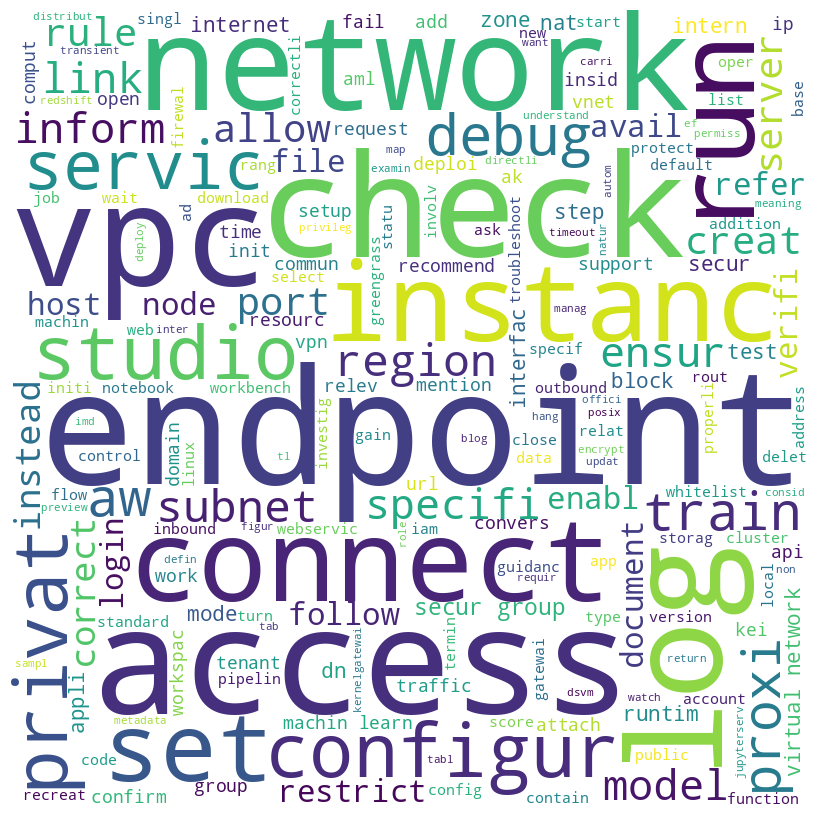 distribut
singl
internet
fail
add
zone
nat
start
ip
rule
transient
network
new
want
intern
oper
comput
link
redshift
open
firewal
correctli
aml
carri
insid
vnet
list
base
run
server
inform
allow
request
debug
avail
understand
ef
permiss
protect
default
servic
rang
file
map
deploi
directli
examin
ak
check
autom
refer
job
ad
wait
download
setup
privileg
statu
involv
ask
step
timeout
natur
addition
meaning
vpc
time
init
deploy
commun
select
greengrass
recommend
troubleshoot
support
secur
creat
host
node
port
resourc
instanc
manag
verifi
machin
web
inter
vpn
studio
region
interfac
specif
ensur
test
initi
notebook
workbench
relev
mention
outbound
block
rout
properli
address
instead
imd
control
domain
linux
endpoint
investig
gain
tl
blog
close
offici
posix
hang
encrypt
updat
relat
data
delet
flow
preview
aw
subnet
url
specifi
enabl
whitelist
consid
train
privat
correct
login
inbound
figur
webservic
iam
role
convers
app
document
storag
cluster
api
work
defin
connect
guidanc
requir
log
local
non
standard
mode
turn
follow
secur group
type
version
kei
appli
workspac
tab
tenant
pipelin
kernelgatewai
dn
access
termin
gatewai
traffic
return
proxi
virtual network
sampl
metadata
set
machin learn
configur
score
attach
dsvm
watch
account
runtim
jupyterserv
code
public
recreat
confirm
group
restrict
tabl
config
contain
model
function